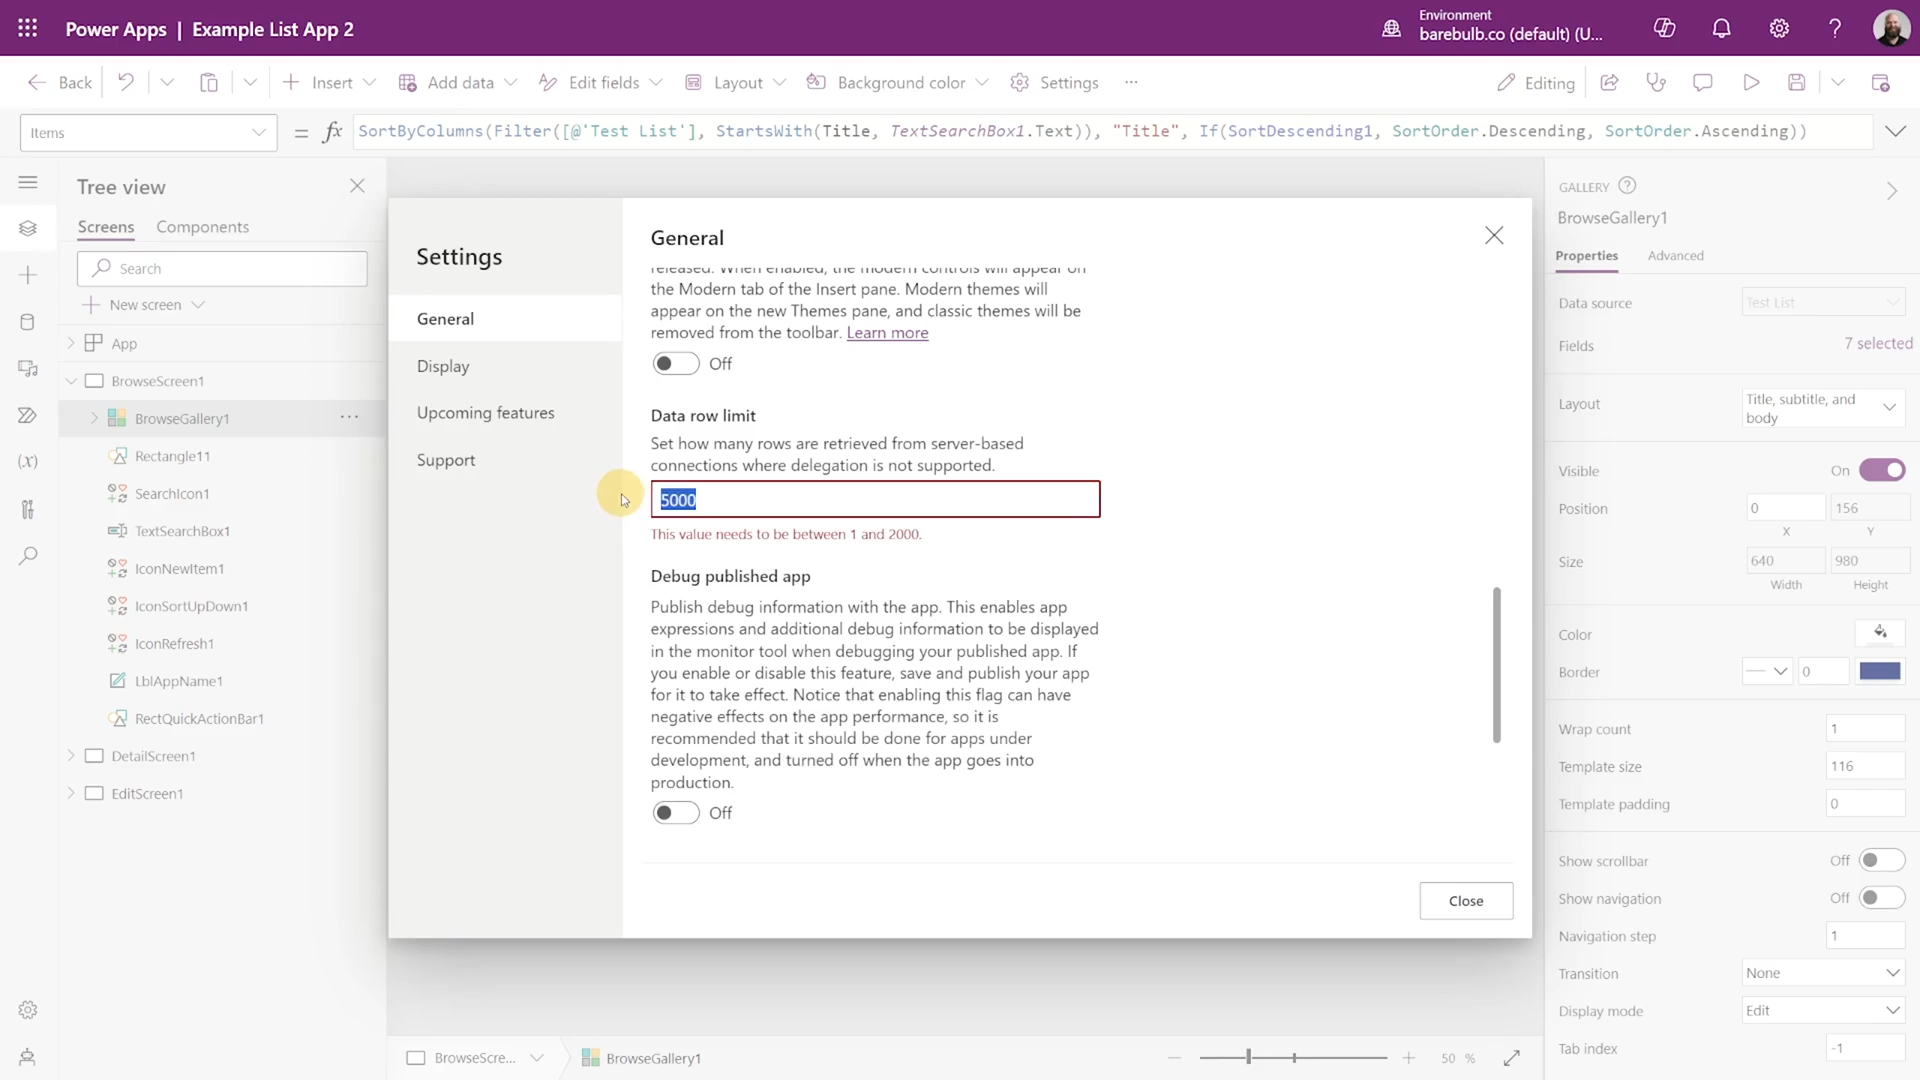 Power Apps | Example List App 2
Environment
barebulb.co (default) (U...
Back
Insert
Add data
Edit fields
Layout
Background color
Settings
...
Editing
Items
= fx SortByColumns(Filter([@'Test List'], StartsWith(Title, TextSearchBox1.Text)), "Title", If(SortDescending1, SortOrder.Descending, SortOrder.Ascending))
Tree view
Screens
Components
Search
New screen
App
BrowseScreen1
BrowseGallery1
...
Rectangle11
SearchIcon1
TextSearchBox1
IconNewItem1
IconSortUpDown1
IconRefresh1
LblAppName1
RectQuickActionBar1
DetailScreen1
EditScreen1
Settings
General
Display
Upcoming features
Support
General
released. When enabled, the modern controls will appear on
the Modern tab of the Insert pane. Modern themes will
appear on the new Themes pane, and classic themes will be
removed from the toolbar. Learn more
Off
Data row limit
Set how many rows are retrieved from server-based
connections where delegation is not supported.
5000
This value needs to be between 1 and 2000.
Debug published app
Publish debug information with the app. This enables app
expressions and additional debug information to be displayed
in the monitor tool when debugging your published app. If
you enable or disable this feature, save and publish your app
for it to take effect. Notice that enabling this flag can have
negative effects on the app performance, so it is
recommended that it should be done for apps under
development, and turned off when the app goes into
production.
Off
Close
GALLERY
BrowseGallery1
Properties
Advanced
Data source
Test List
Fields
7 selected
Layout
Title, subtitle, and
body
Visible
On
Position
0
156
X
Y
Size
640
980
Width
Height
Color
Border
0
Wrap count
1
Template size
116
Template padding
0
Show scrollbar
Off
Show navigation
Off
Navigation step
1
Transition
None
Display mode
Edit
Tab index
-1
BrowseScre...
BrowseGallery1
50 %